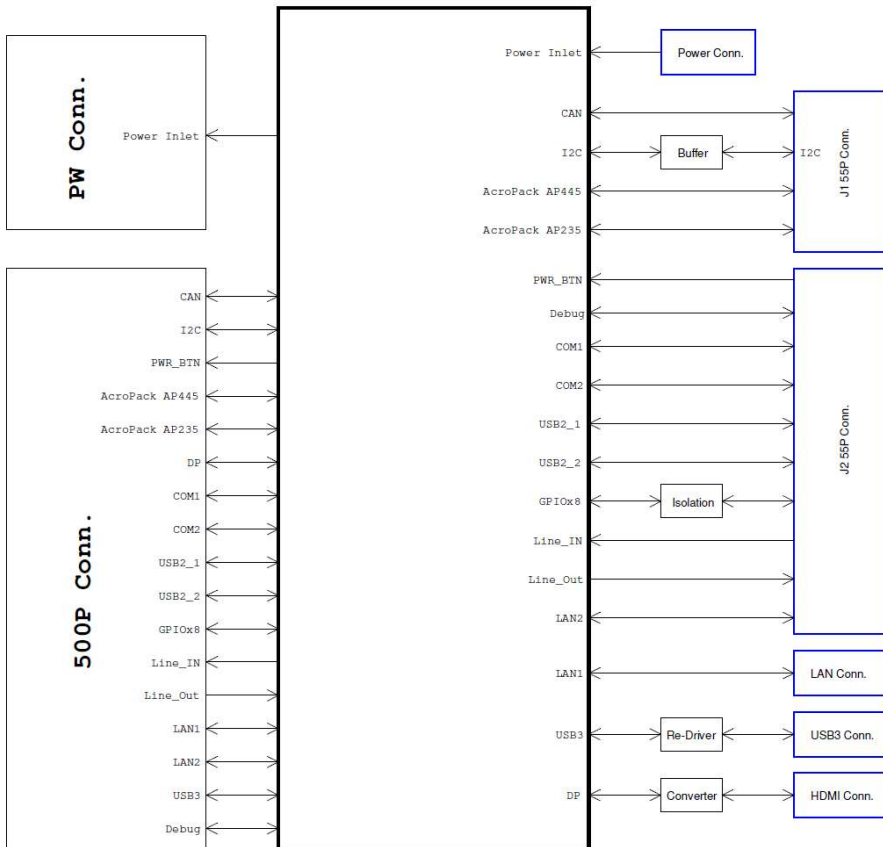 PW Conn.
Power Inlet
500P Conn.
CAN
I2C
PWR_BTN
AcroPack AP445
AcroPack AP235
DP
COM1
COM2
USB2_1
USB2_2
GPIOx8
Line_IN
Line_Out
LAN1
LAN2
USB3
Debug
Power Inlet
Power Conn.
CAN
I2C
Buffer
I2C
AcroPack AP445
AcroPack AP235
J1 55P Conn.
PWR_BTN
Debug
COM1
COM2
USB2_1
USB2_2
GPIOx8
Isolation
Line_IN
Line_Out
LAN2
J2 55P Conn.
LAN1
LAN Conn.
USB3
Re-Driver
USB3 Conn.
DP
Converter
HDMI Conn.